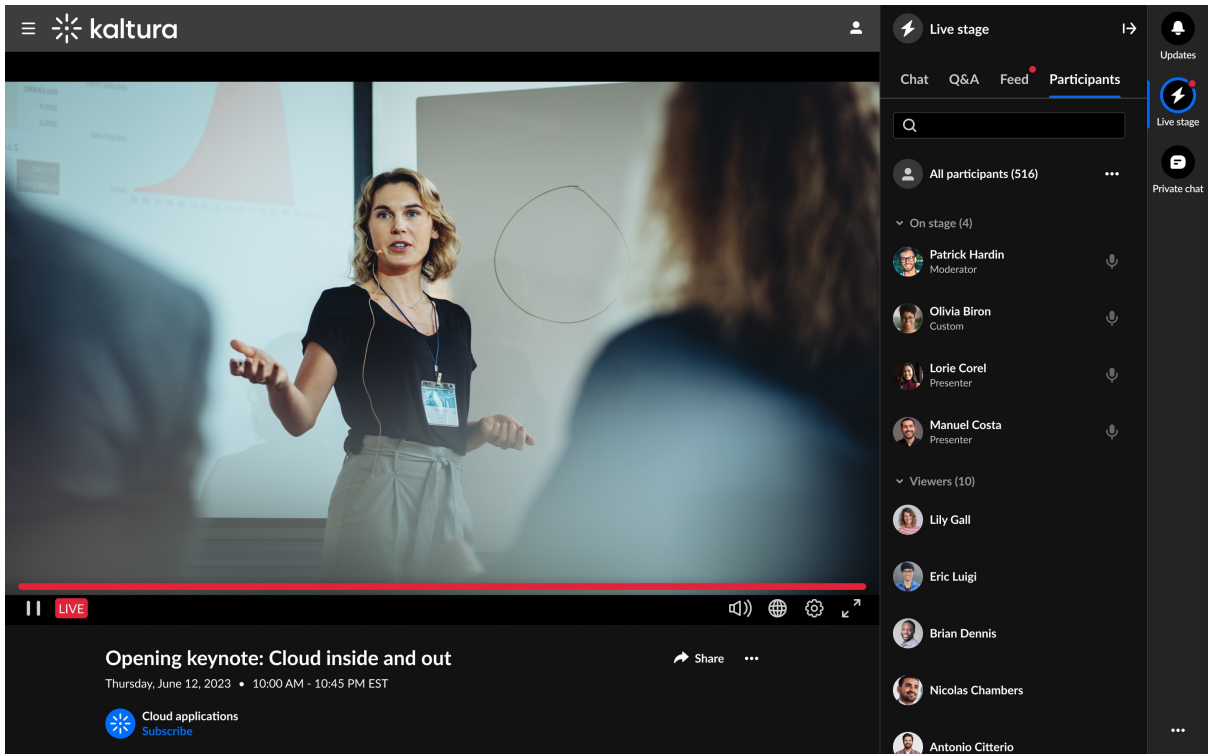 kaltura
Live stage
Updates
Chat Q&A Feed Participants
Live stage
All participants (516)
Private chat
On stage (4)
Patrick Hardin
Moderator
Olivia Biron
Custom
Lorie Corel
Presenter
Manuel Costa
Presenter
Viewers (10)
Lily Gall
Eric Luigi
Brian Dennis
Nicolas Chambers
Antonio Citterio
LIVE
Opening keynote: Cloud inside and out
Share
Thursday, June 12, 2023 • 10:00 AM - 10:45 PM EST
Cloud applications
Subscribe